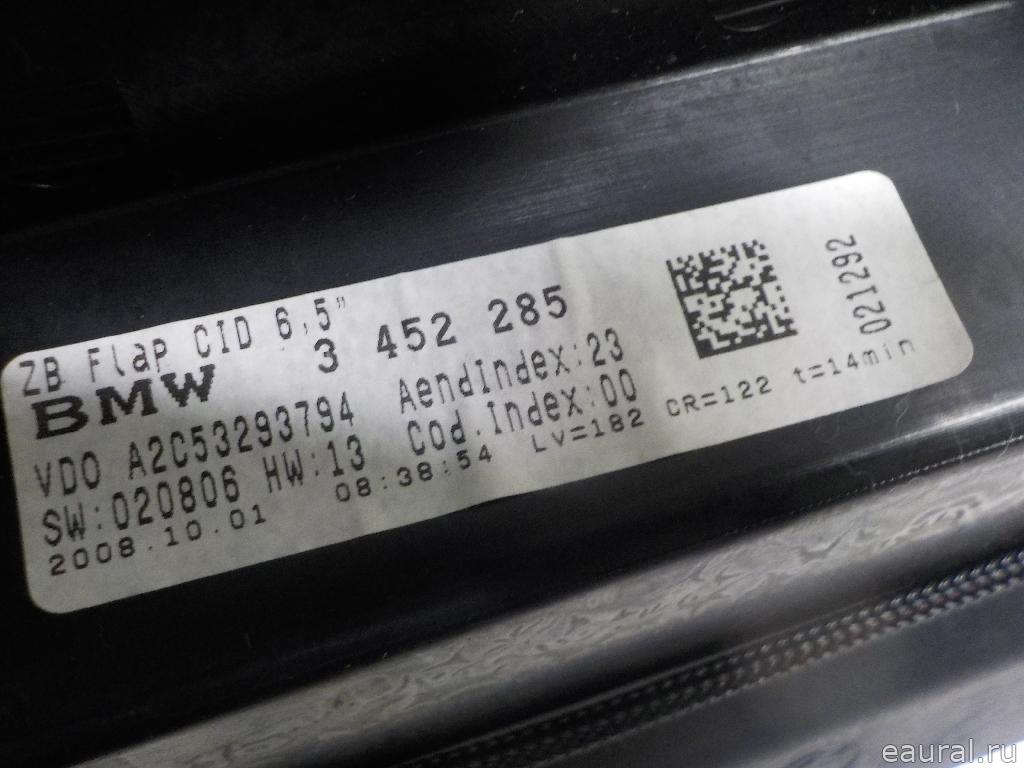 ZB Flap CID 6,5"
BMW 3 452 285
VDO A2C53293794 AendIndex:23
SW:020806 HW:13 Cod.Index:00
2008.10.01 08:38:54 LV=182 CR=122 t=14min
021292
eaural.ru